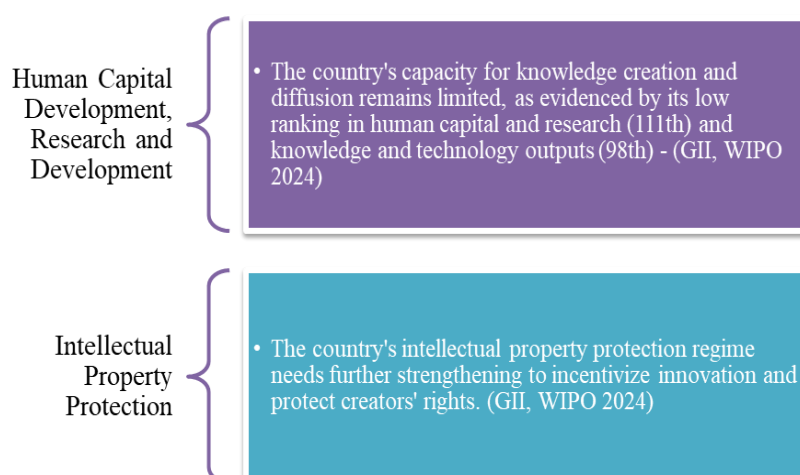 Human Capital
Development,
Research and
Development
• The country's capacity for knowledge creation and
diffusion remains limited, as evidenced by its low
ranking in human capital and research (111th) and
knowledge and technology outputs (98th) - (GII, WIPO
2024)
Intellectual
Property
Protection
• The country's intellectual property protection regime
needs further strengthening to incentivize innovation and
protect creators' rights. (GII, WIPO 2024)